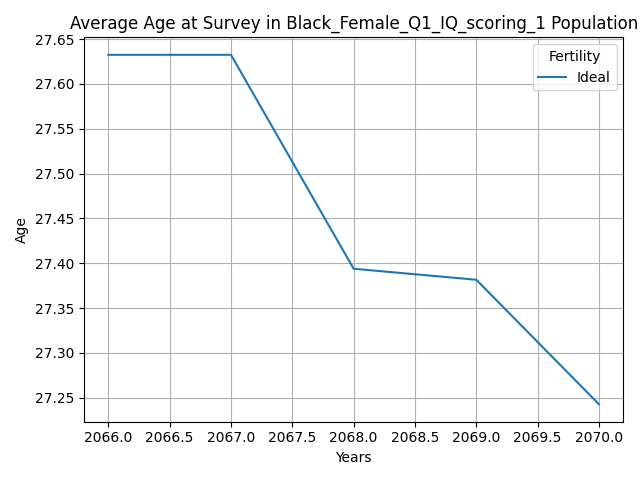 Average Age at Survey in Black_Female_Q1_IQ_scoring_1 Population
27.65
27.60
27.55
27.50
27.45
27.40
27.35
27.30
27.25
Age
Fertility
Ideal
2066.0 2066.5 2067.0 2067.5 2068.0 2068.5 2069.0 2069.5 2070.0
Years